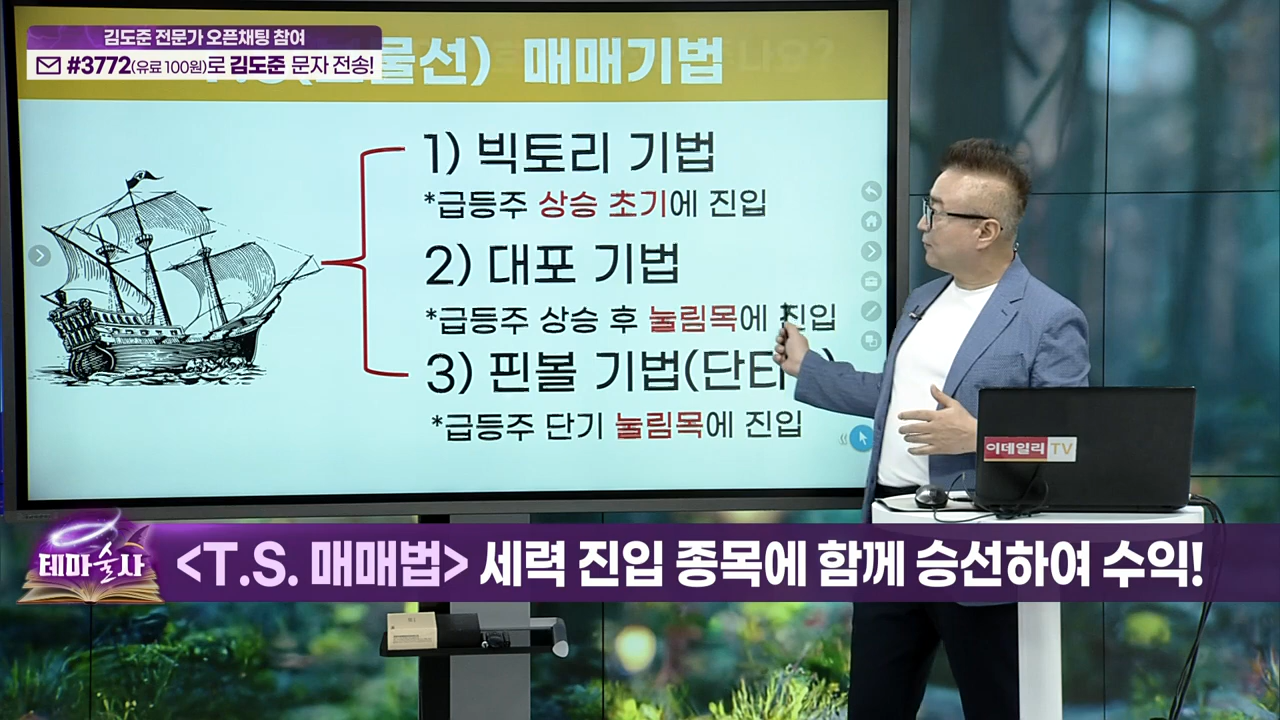 김도준 전문가 오픈채팅 참여
#3772(유료 100원)로 김도준 문자 전송!
매매기법
1) 빅토리 기법
*급등주 상승 초기에 진입
2) 대포 기법
*급등주 상승 후 눌림목에 진입
3) 핀볼 기법(단타
*급등주 단기 눌림목에 진입
이데일리 TV
테마술사
<T.S. 매매법> 세력 진입 종목에 함께 승선하여 수익!